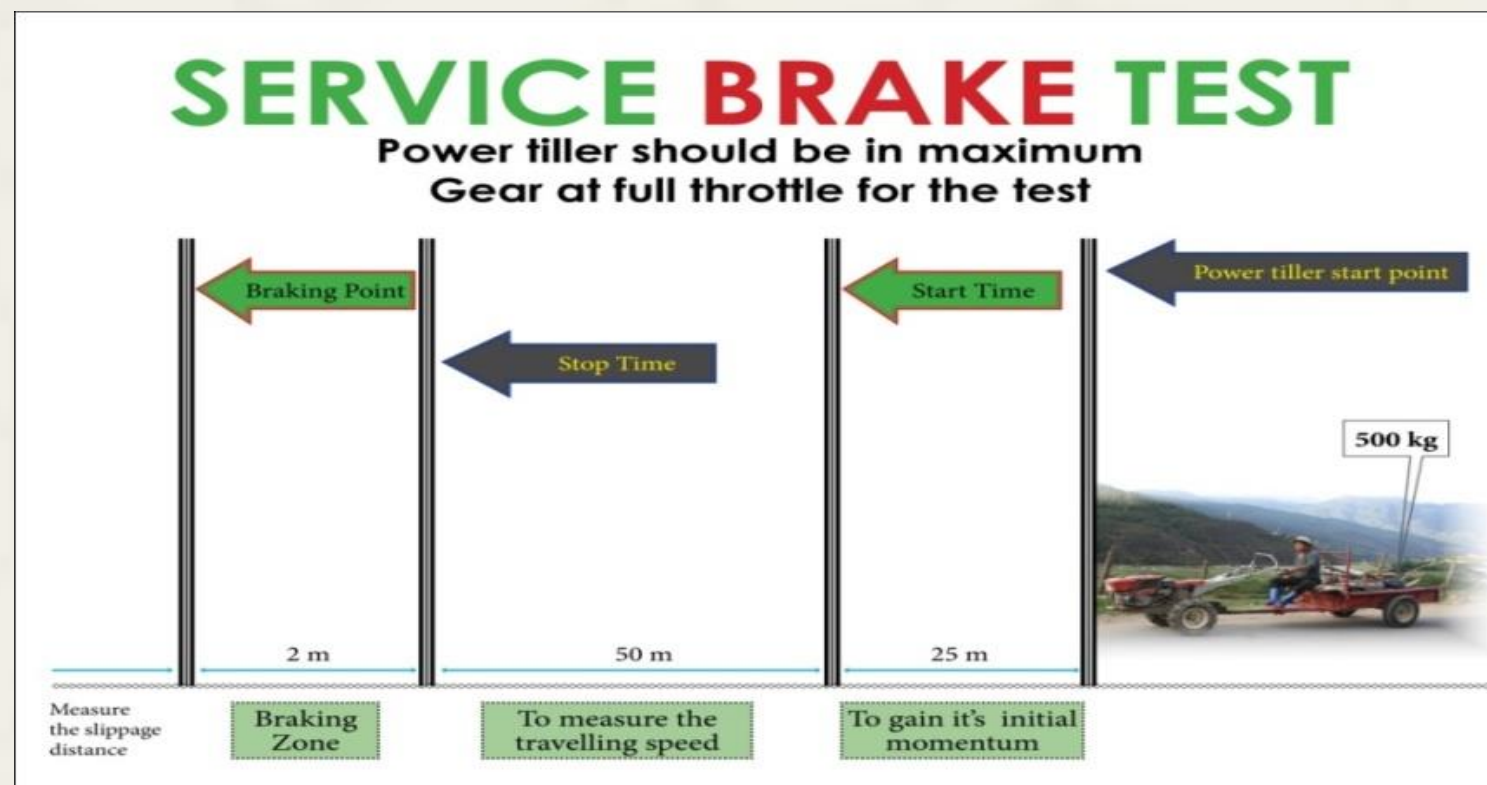 SERVICE BRAKE TEST
Power tiller should be in maximum
Gear at full throttle for the test
Braking Point
Start Time
Power tiller start point
Stop Time
500 kg
2 m
50 m
25 m
Measure
the slippage
distance
Braking
Zone
To measure the
travelling speed
To gain it's initial
momentum